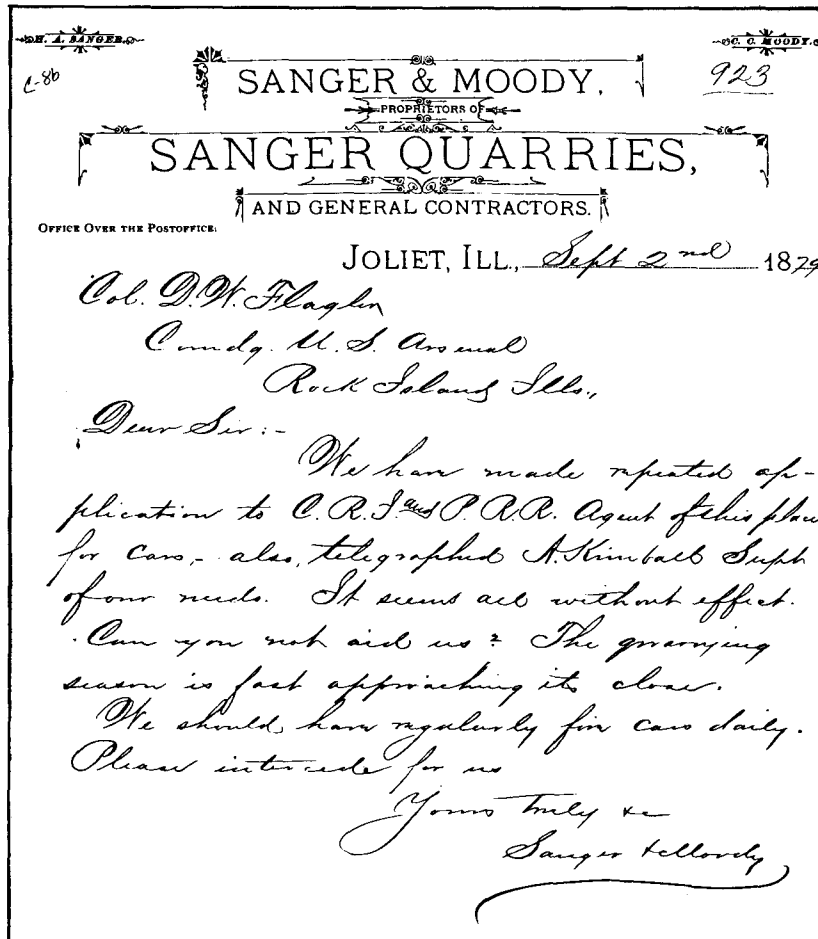 H. A. SANGER.
C. C. MOODY.
C-86
923
SANGER & MOODY,
PROPRIETORS OF
SANGER QUARRIES,
AND GENERAL CONTRACTORS.
OFFICE OVER THE POSTOFFICE.
JOLIET, ILL., Sept 2nd 1879
Col. D. W. Flagler
Comdg. U. S. Arsenal
Rock Island Ills.,
Dear Sir:-
We have made repeated ap-
plication to C. R. I and P. R. R. Agent of this place
for cars,- also, telegraphed A. Kimball Supt
of our needs. It seems all without effect.
Can you not aid us? The quarrying
season is fast approaching its close.
We should, have regularly five cars daily.
Please intercede for us
Yours truly &c
Sanger & Moody